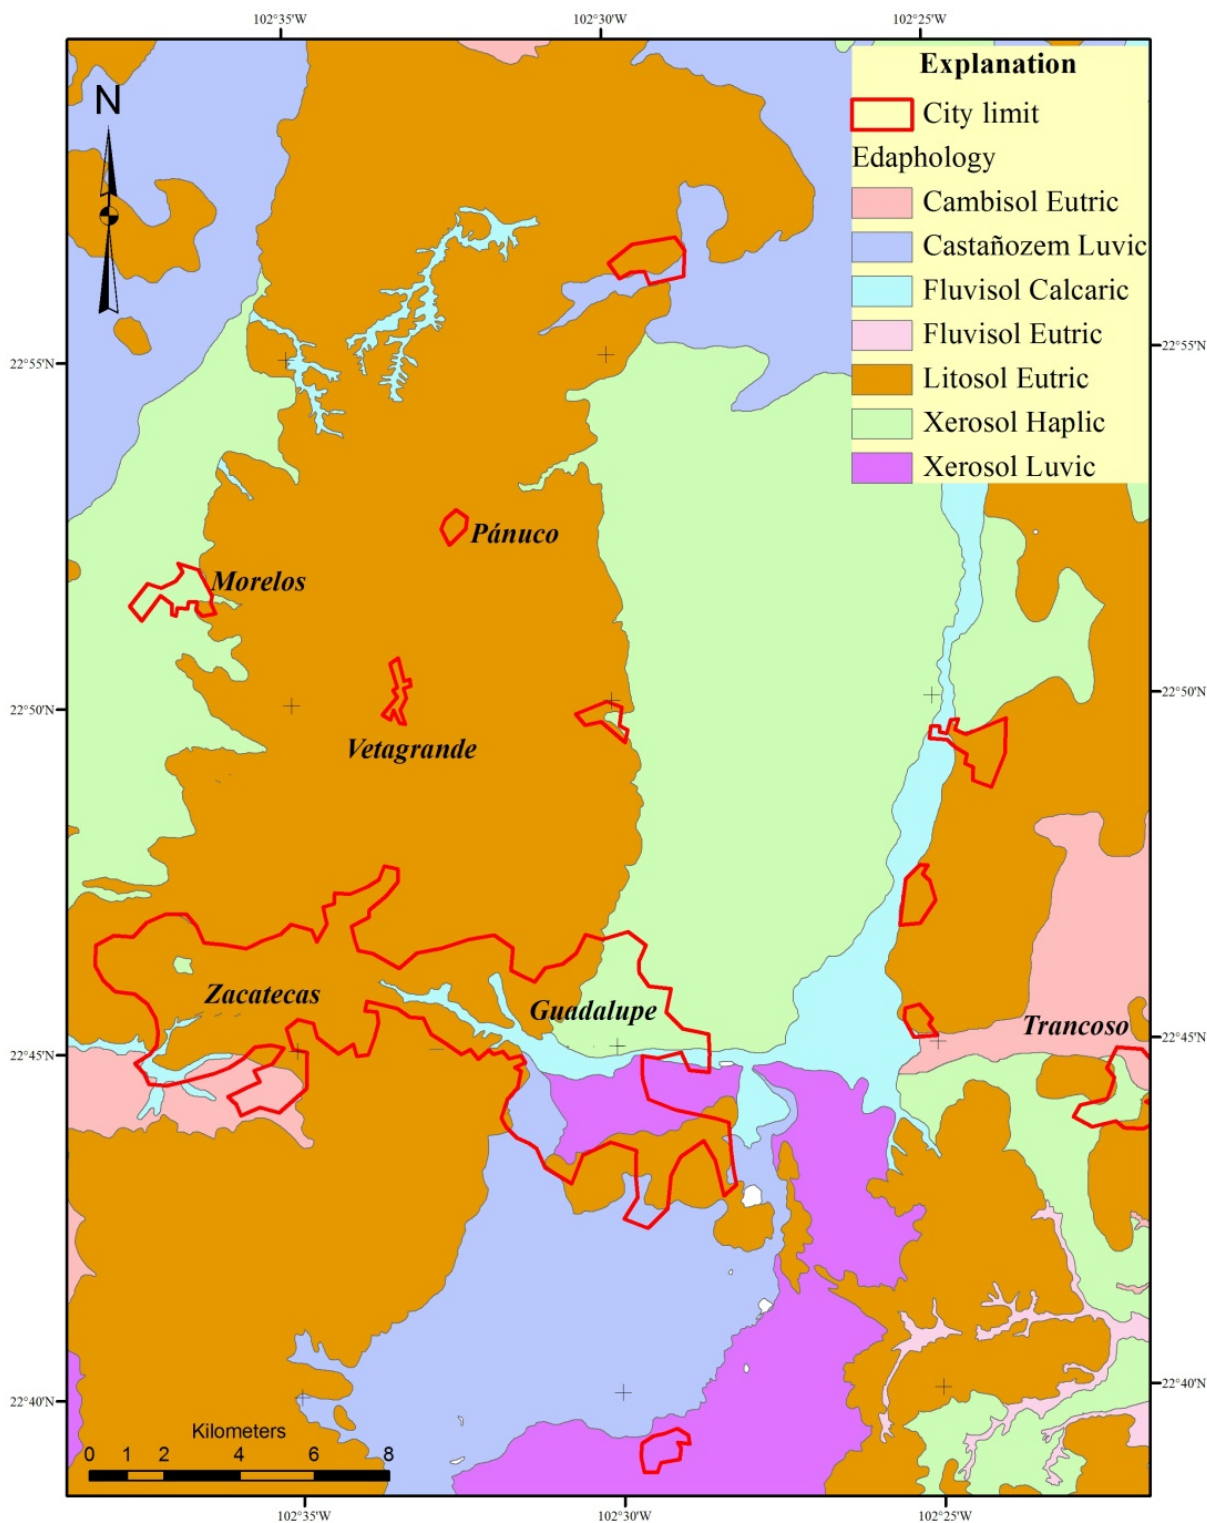 102°35'W 102°30'W 102°25'W
Explanation
City limit
Edaphology
Cambisol Eutric
Castañozem Luvic
Fluvisol Calcaric
Fluvisol Eutric
Litosol Eutric
Xerosol Haplic
Xerosol Luvic
N
22°55'N 22°55'N
Pánuco
Morelos
22°50'N 22°50'N
Vetagrande
Zacatecas
Guadalupe
Trancoso
22°45'N 22°45'N
22°40'N 22°40'N
Kilometers
0 1 2 4 6 8
102°35'W 102°30'W 102°25'W